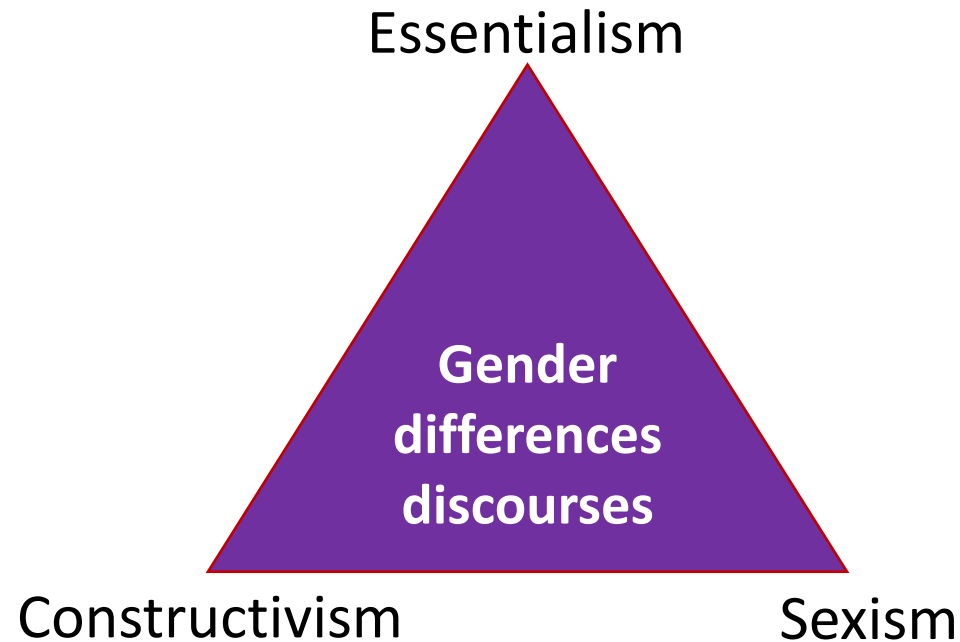 Essentialism
Gender
differences
discourses
Constructivism
Sexism